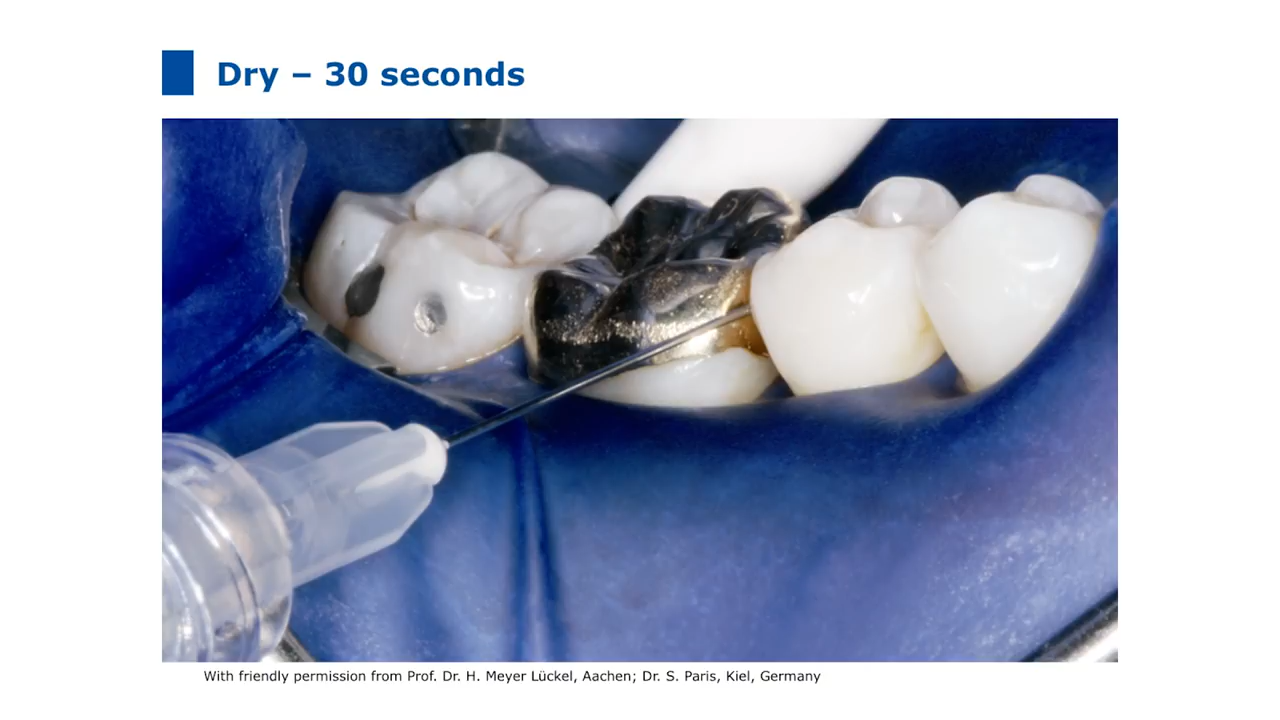 Dry – 30 seconds
With friendly permission from Prof. Dr. H. Meyer Lückel, Aachen; Dr. S. Paris, Kiel, Germany